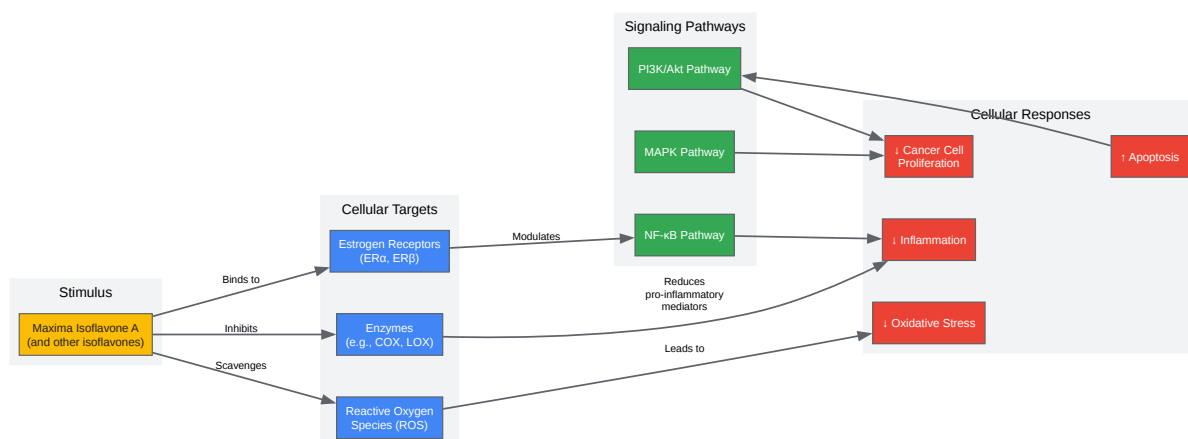 Signaling Pathways
PI3K/Akt Pathway
Cellular Responses
MAPK Pathway
↓ Cancer Cell
Proliferation
↑ Apoptosis
Cellular Targets
Estrogen Receptors
(ERα, ERβ)
Modulates
NF-κB Pathway
↓ Inflammation
Stimulus
Binds to
Reduces
pro-inflammatory
mediators
Maxima Isoflavone A
(and other isoflavones)
Inhibits
Enzymes
(e.g., COX, LOX)
↓ Oxidative Stress
Scavenges
Leads to
Reactive Oxygen
Species (ROS)